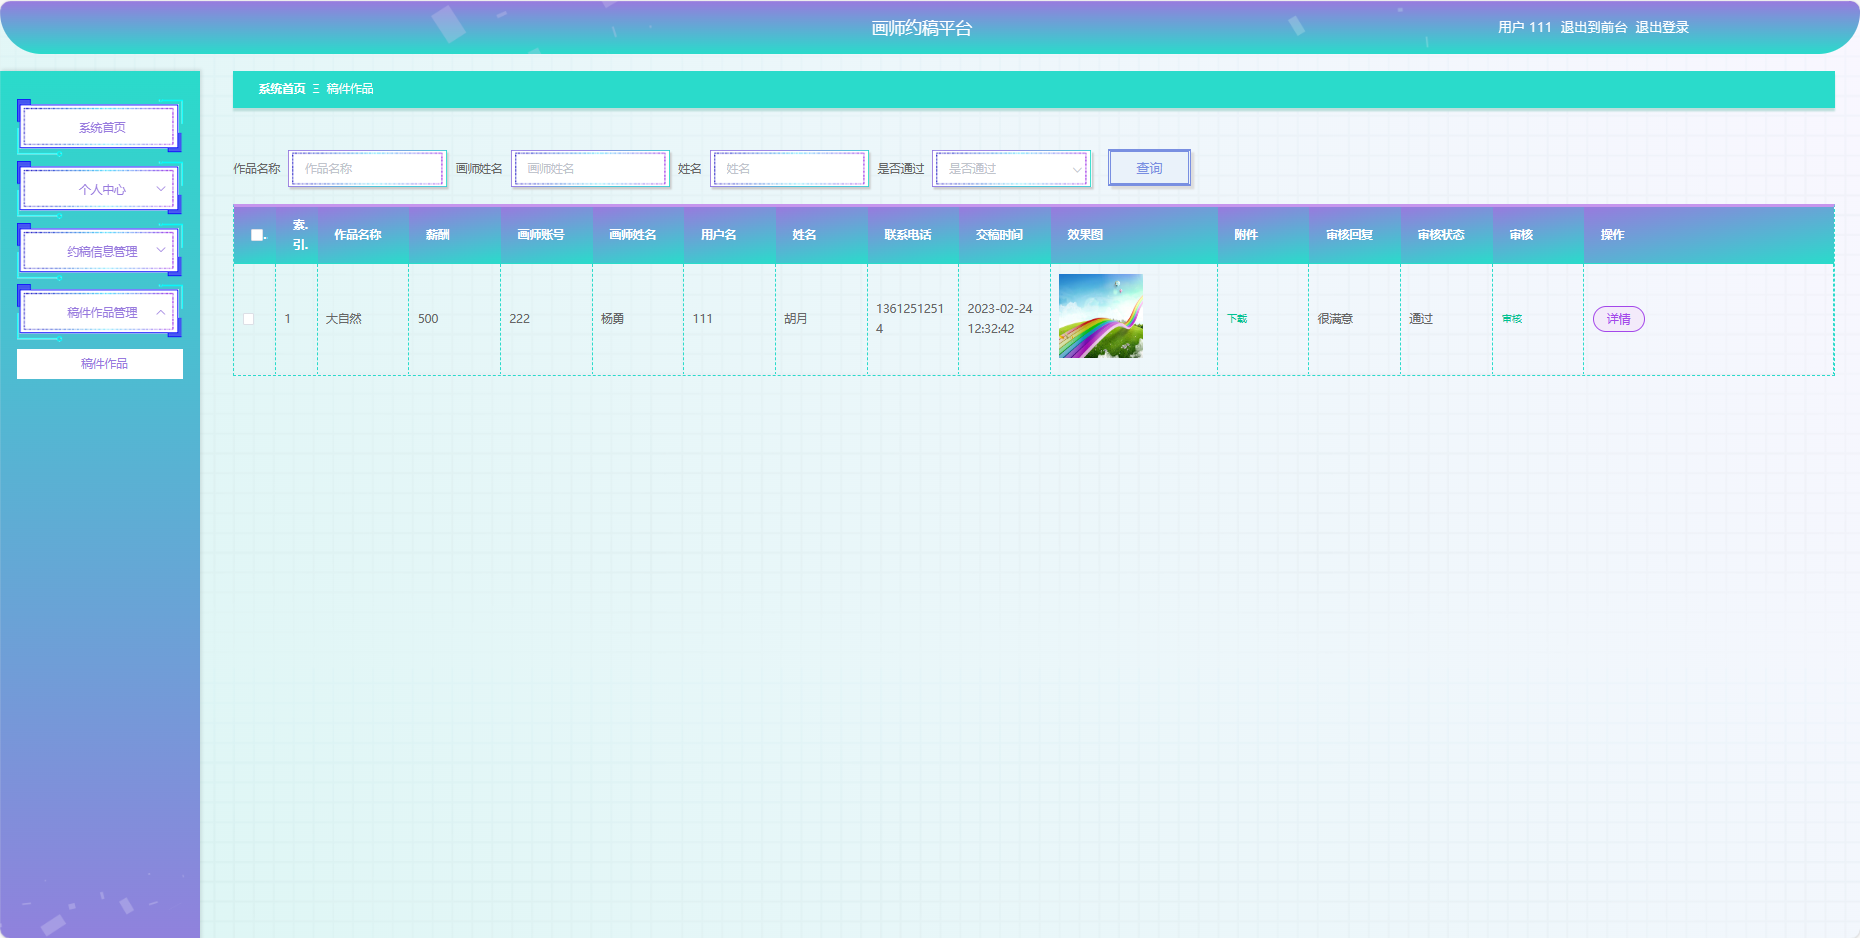 画师约稿平台
用户 111 退出到前台 退出登录
系统首页 Ξ 稿件作品
系统首页
个人中心
约稿信息管理
稿件作品管理
稿件作品
作品名称 作品名称 画师姓名 画师姓名 姓名 姓名 是否通过 是否通过 查询
索引 作品名称 薪酬 画师账号 画师姓名 用户名 姓名 联系电话 交稿时间 效果图 附件 审核回复 审核状态 审核 操作
1 大自然 500 222 杨勇 111 胡月 13612512514 2023-02-24 12:32:42 下载 很满意 通过 审核 详情